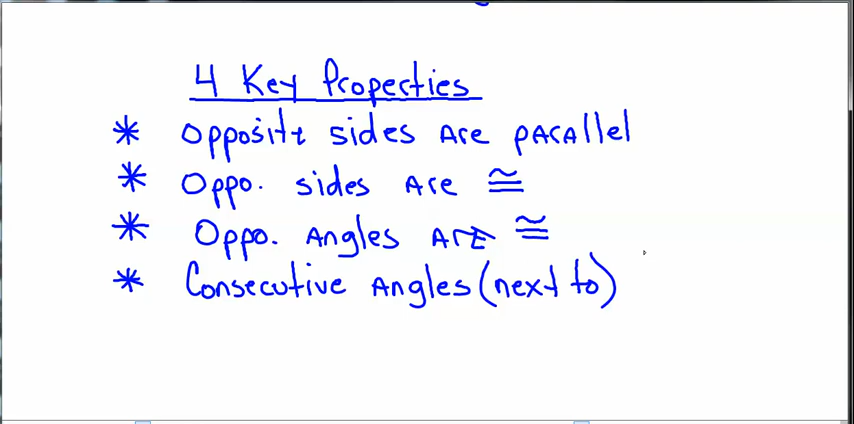 4 Key Properties
* Opposite sides are parallel
* Oppo. sides are ≅
* Oppo. angles are ≅
* Consecutive angles (next to)